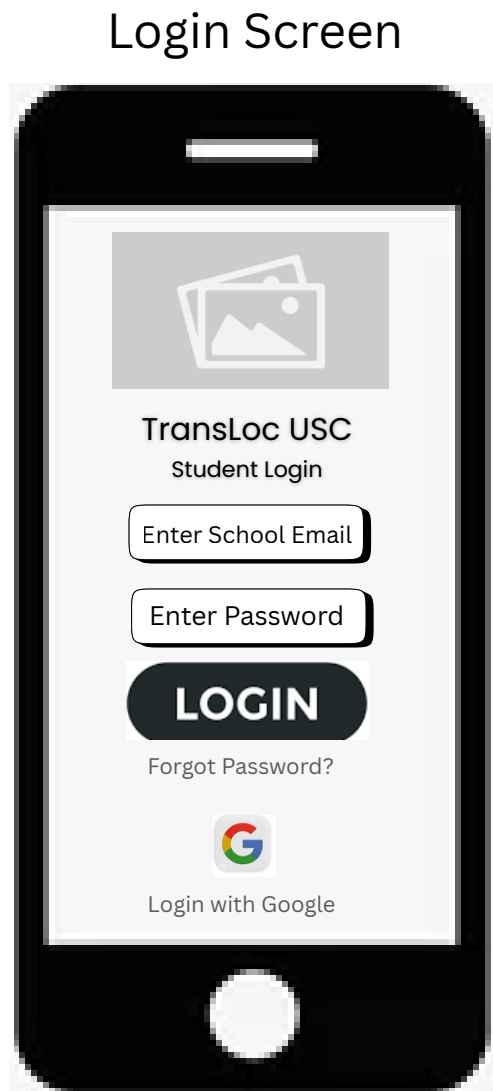 Login Screen
TransLoc USC
Student Login
Enter School Email
Enter Password
LOGIN
Forgot Password?
G
Login with Google